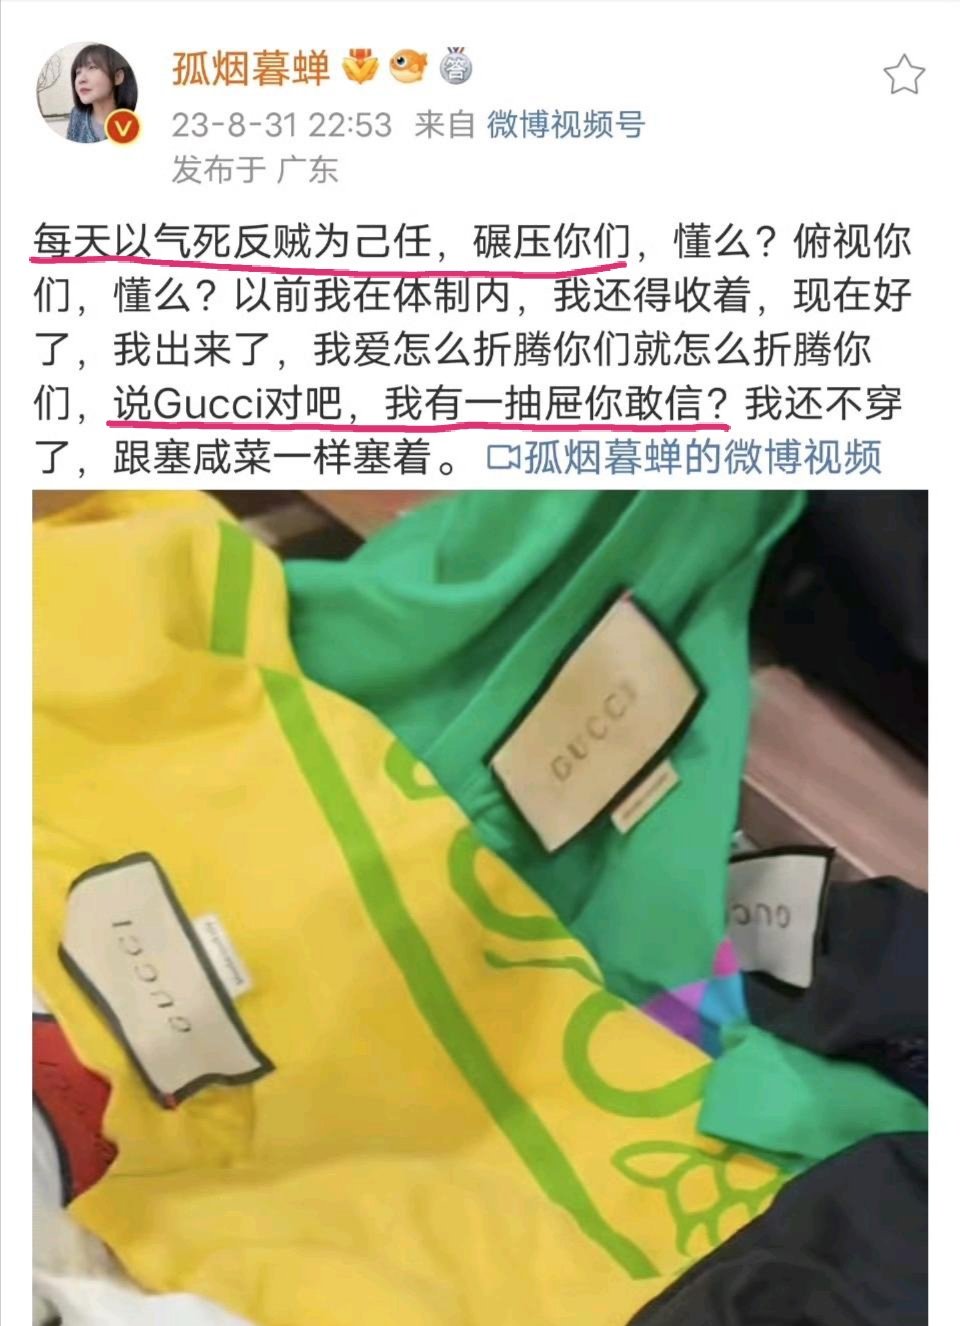 孤烟暮蝉
答
23-8-31 22:53 来自 微博视频号
发布于 广东
每天以气死反贼为己任，碾压你们，懂么？俯视你
们，懂么？以前我在体制内，我还得收着，现在好
了，我出来了，我爱怎么折腾你们就怎么折腾你
们，说Gucci对吧，我有一抽屉你敢信？我还不穿
了，跟塞咸菜一样塞着。孤烟暮蝉的微博视频
GUCCI
GUCCI
GUCCI